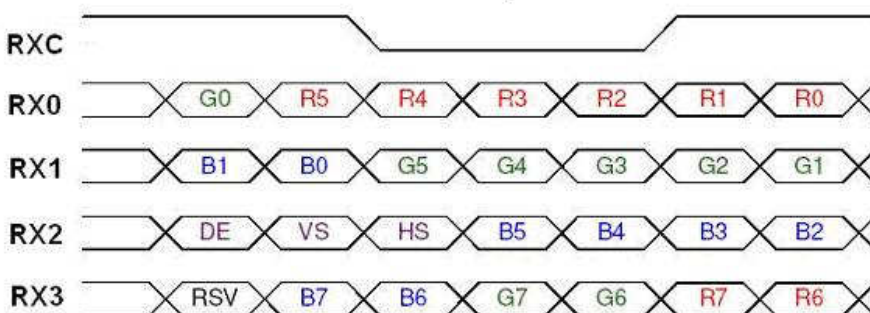 RXC
RX0 G0 R5 R4 R3 R2 R1 R0
RX1 B1 B0 G5 G4 G3 G2 G1
RX2 DE VS HS B5 B4 B3 B2
RX3 RSV B7 B6 G7 G6 R7 R6